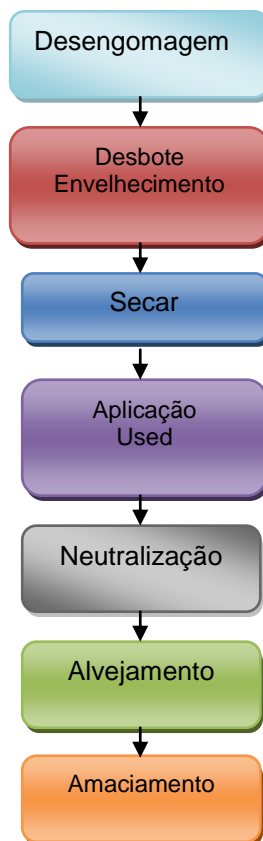 Desengomagem
Desbote
Envelhecimento
Secar
Aplicação
Used
Neutralização
Alvejamento
Amaciamento